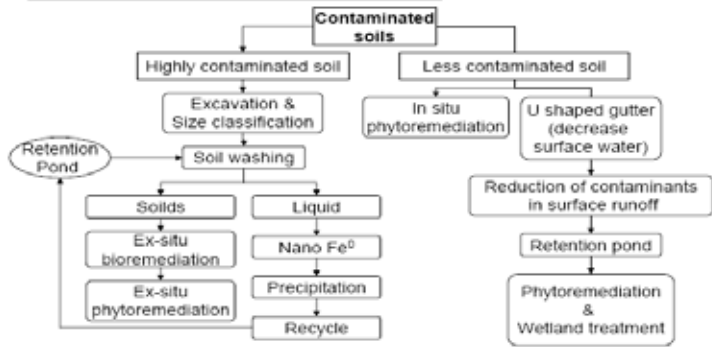 Contaminated
soils
Highly contaminated soil
Less contaminated soil
Excavation &
Size classification
In situ
phytoremediation
U shaped gutter
(decrease
surface water)
Retention
Pond
Soil washing
Reduction of contaminants
in surface runoff
Soilds
Liquid
Ex-situ
bioremediation
Nano Fe⁰
Retention pond
Ex-situ
phytoremediation
Precipitation
Phytoremediation
&
Wetland treatment
Recycle